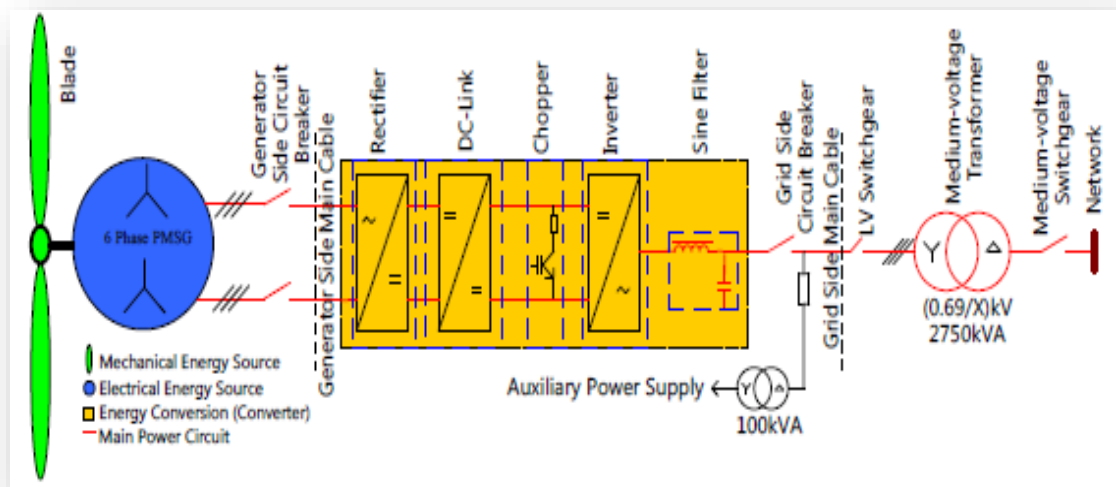 Blade
6 Phase PMSG
Generator
Side Circuit
Breaker
Generator Side Main Cable
Rectifier
DC-Link
Chopper
Inverter
Sine Filter
Grid Side
Circuit Breaker
Grid Side Main Cable
LV Switchgear
Medium-voltage
Transformer
Medium-voltage
Switchgear
Network
~
=
=
=
=
~
Y
Δ
(0.69/X)kV
2750kVA
Mechanical Energy Source
Electrical Energy Source
Energy Conversion (Converter)
Main Power Circuit
Auxiliary Power Supply
Y
Δ
100kVA